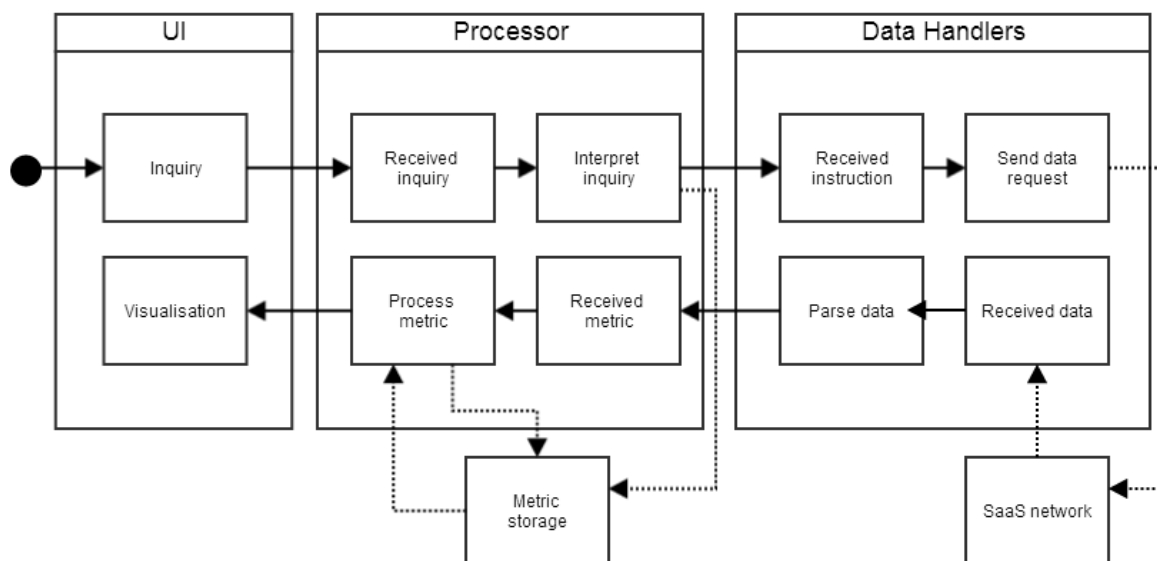 UI
Processor
Data Handlers
Inquiry
Received
inquiry
Interpret
inquiry
Received
instruction
Send data
request
Visualisation
Process
metric
Received
metric
Parse data
Received data
Metric
storage
SaaS network